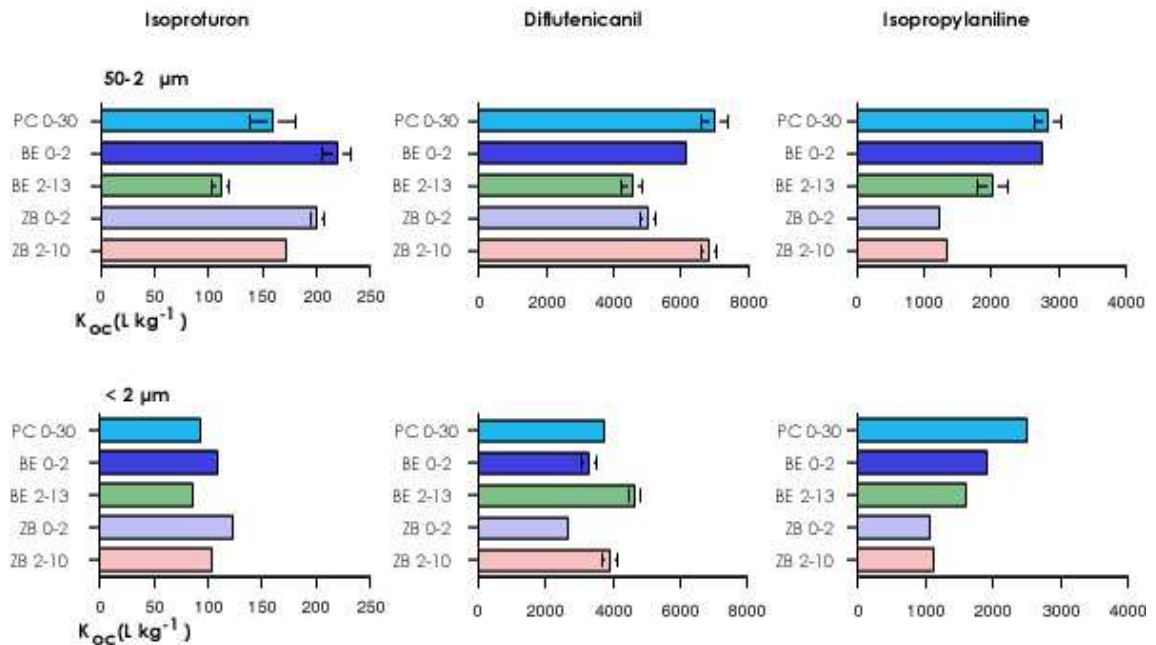 Isoproturon Diflufenicanil Isopropylaniline
50-2 µm
PC 0-30 PC 0-30 PC 0-30
BE 0-2 BE 0-2 BE 0-2
BE 2-13 BE 2-13 BE 2-13
ZB 0-2 ZB 0-2 ZB 0-2
ZB 2-10 ZB 2-10 ZB 2-10
0 50 100 150 200 250 0 2000 4000 6000 8000 0 1000 2000 3000 4000
KOC(L kg-1 )
< 2 µm
PC 0-30 PC 0-30 PC 0-30
BE 0-2 BE 0-2 BE 0-2
BE 2-13 BE 2-13 BE 2-13
ZB 0-2 ZB 0-2 ZB 0-2
ZB 2-10 ZB 2-10 ZB 2-10
0 50 100 150 200 250 0 2000 4000 6000 8000 0 1000 2000 3000 4000
KOC(L kg-1 )